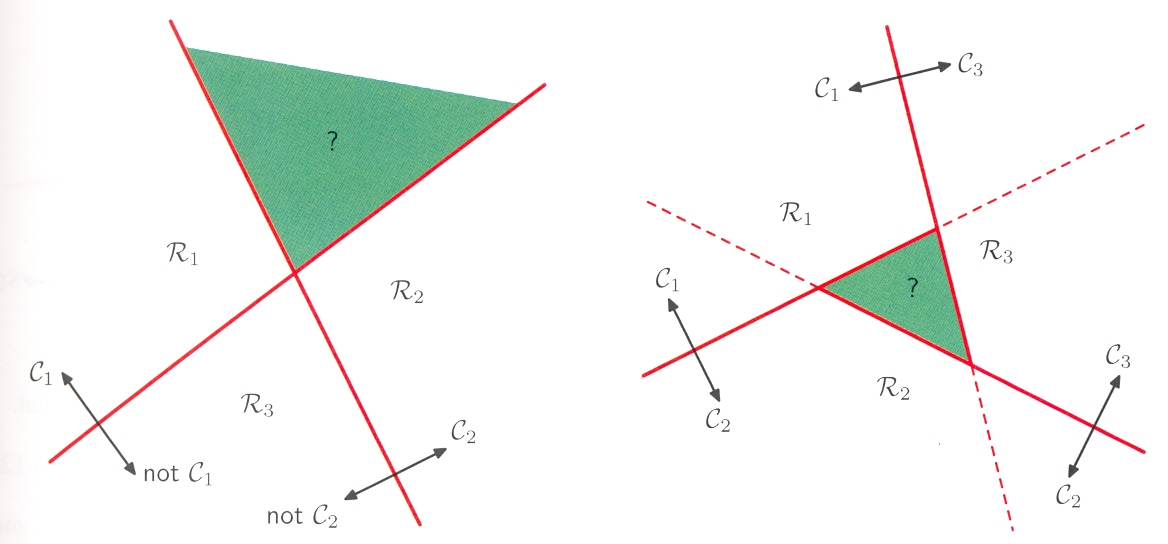 ?
R₁
R₂
C₁
R₃
not C₁
C₂
not C₂
C₁
C₃
R₁
R₃
?
C₁
C₂
R₂
C₃
C₂